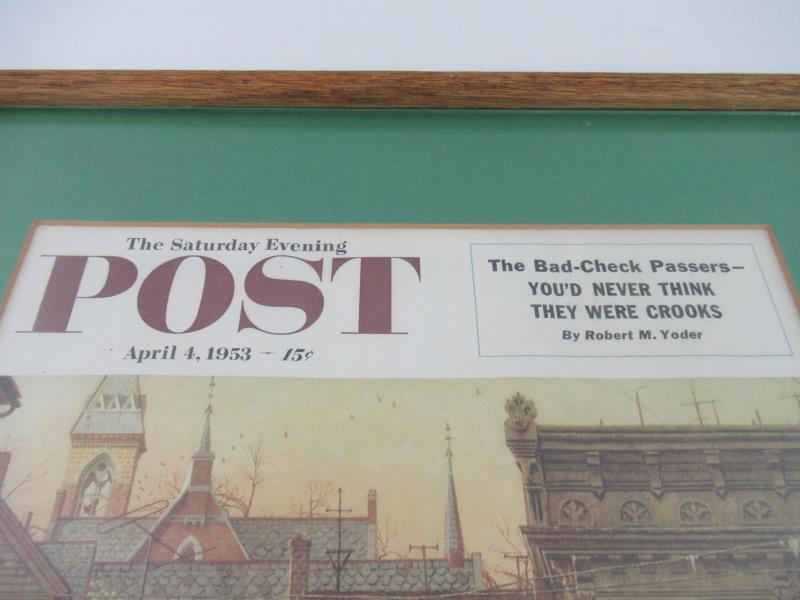 The Saturday Evening
POST
April 4, 1953 - 15¢
The Bad-Check Passers—
YOU'D NEVER THINK
THEY WERE CROOKS
By Robert M. Yoder